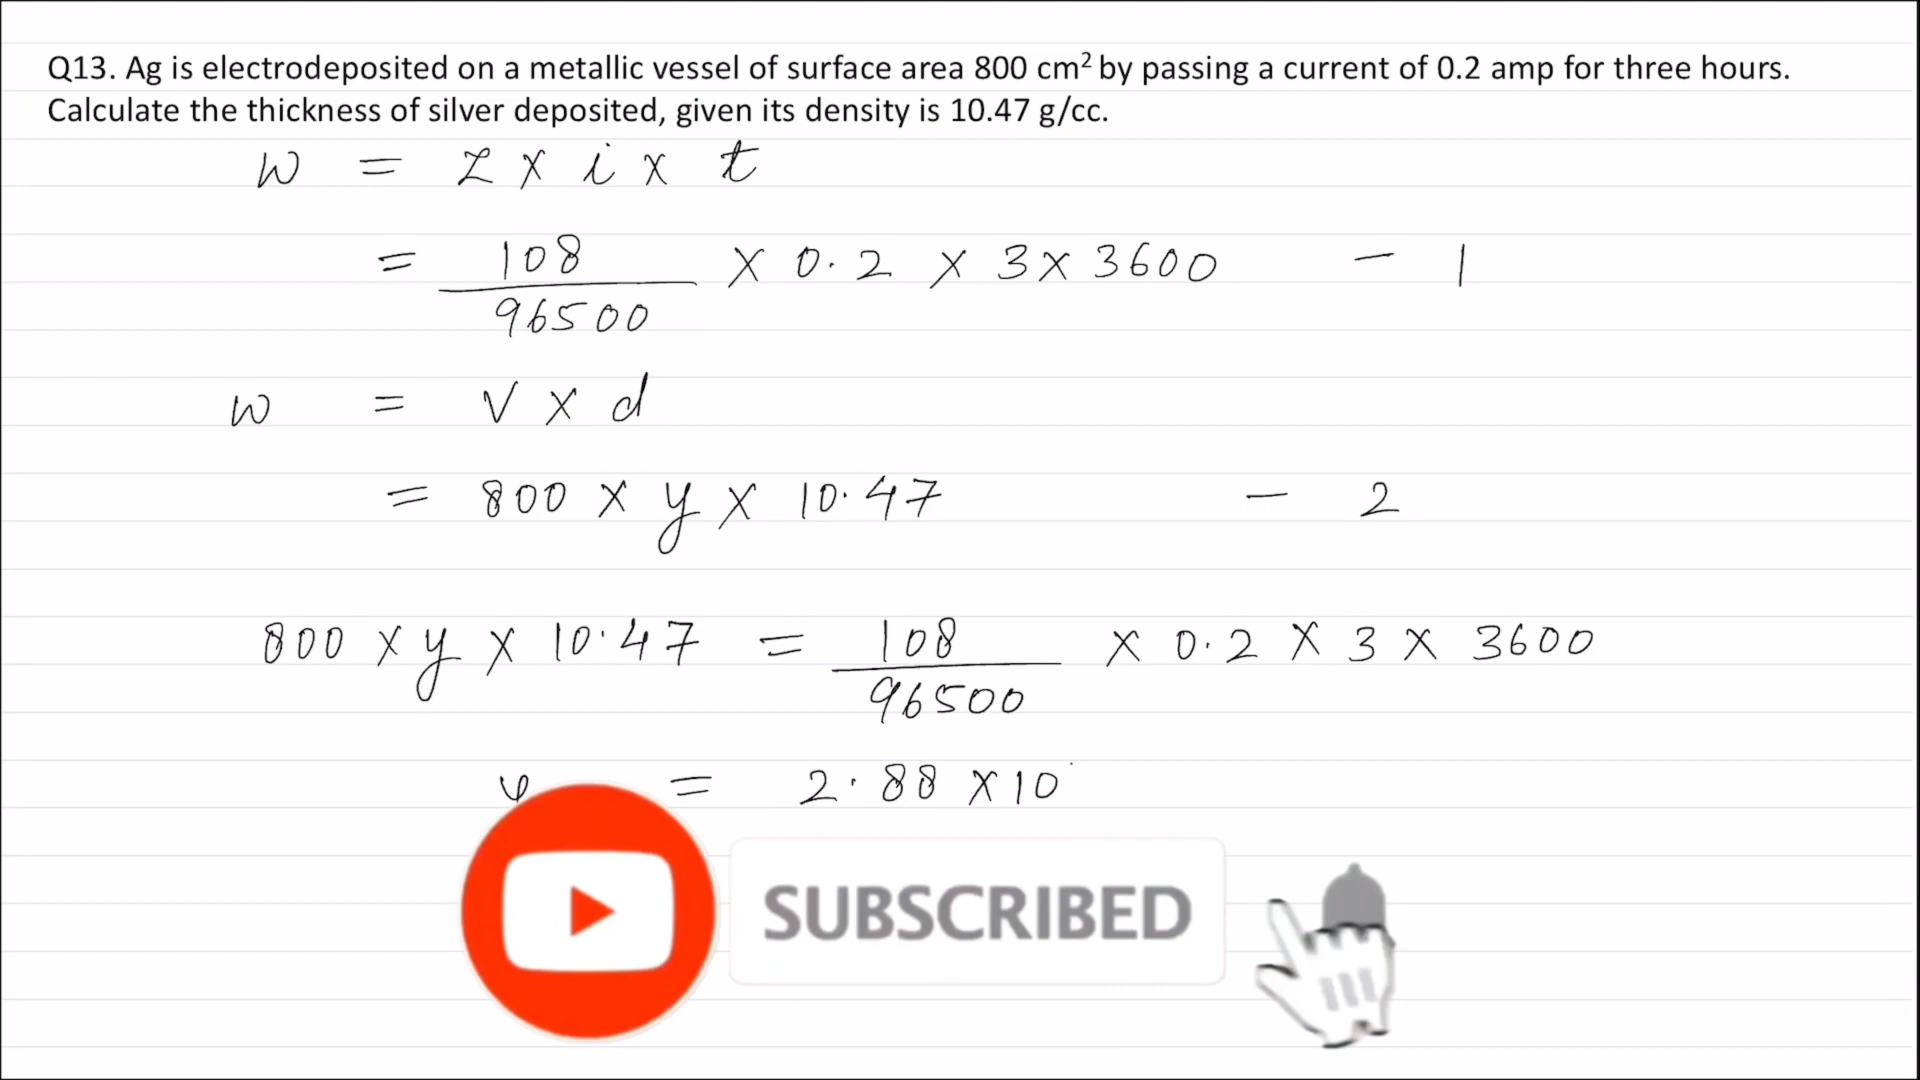 Q13. Ag is electrodeposited on a metallic vessel of surface area 800 cm² by passing a current of 0.2 amp for three hours.
Calculate the thickness of silver deposited, given its density is 10.47 g/cc.
W = Z × i × t
= 108 / 96500 × 0.2 × 3 × 3600 - 1
W = V × d
= 800 × y × 10.47 - 2
800 × y × 10.47 = 108 / 96500 × 0.2 × 3 × 3600
y = 2.88 × 10
SUBSCRIBED